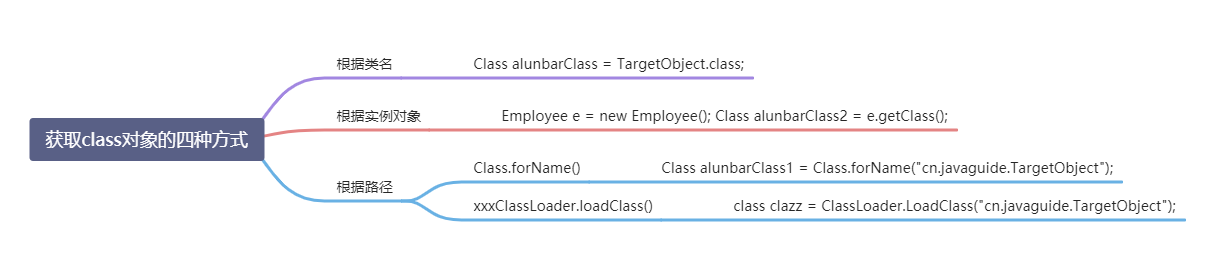 获取class对象的四种方式
根据类名
Class alunbarClass = TargetObject.class;
根据实例对象
Employee e = new Employee(); Class alunbarClass2 = e.getClass();
根据路径
Class.forName()
Class alunbarClass1 = Class.forName("cn.javaguide.TargetObject");
xxxClassLoader.loadClass()
class clazz = ClassLoader.LoadClass("cn.javaguide.TargetObject");